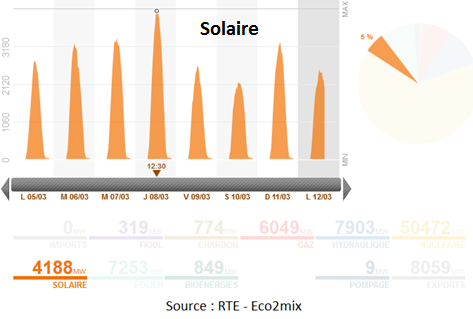 Solaire
MAX
5 %
3180
2120
1060
0
MIN
12:30
L 05/03 M 06/03 M 07/03 J 08/03 V 09/03 S 10/03 D 11/03 L 12/03
0MW 319MW 774MW 6049MW 7903MW 50472MW
IMPORTS FIOUL CHARBON GAZ HYDRAULIQUE NUCLÉAIRE
4188MW 7253MW 849MW 9MW 8059MW
SOLAIRE EOLIEN BIOÉNERGIES POMPAGE EXPORTS
Source : RTE - Eco2mix